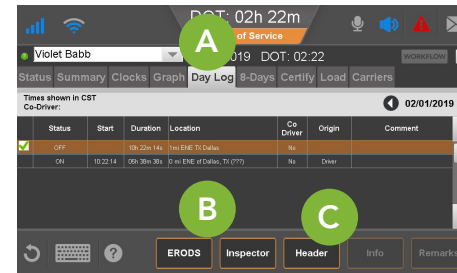 DOT: 02h 22m
A
of Service
Violet Babb
019 DOT: 02:22
WORKFLOW
Status Summary Clocks Graph Day Log 8-Days Certify Load Carriers
Times shown in CST
Co-Driver:
02/01/2019
Status Start Duration Location Co Driver Origin Comment
OFF 10h 22m 14s 1mi ENE TX Dallas No
ON 10:22:14 05h 38m 38s 0 mi ENE of Dallas, TX (???) No Driver
B
C
ERODS Inspector Header Info Remarks